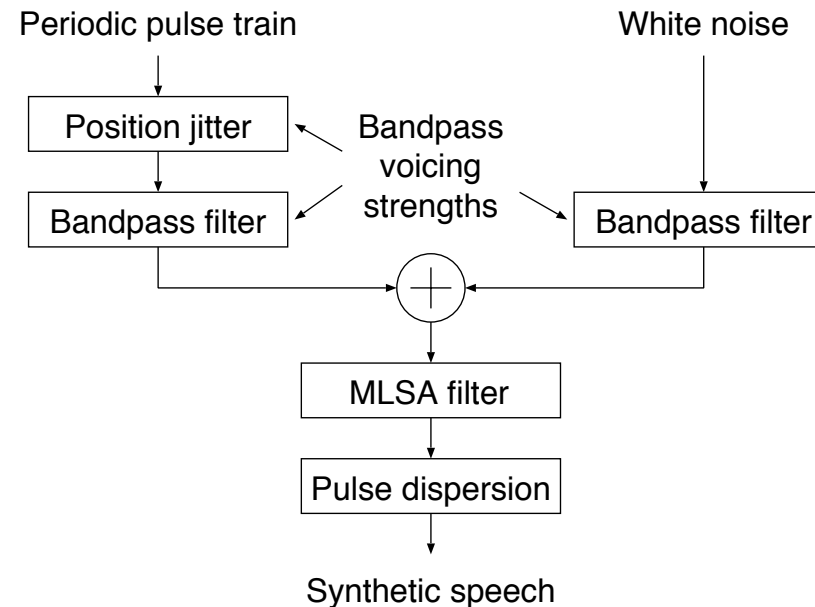 Periodic pulse train
White noise
Position jitter
Bandpass
voicing
strengths
Bandpass filter
Bandpass filter
MLSA filter
Pulse dispersion
Synthetic speech